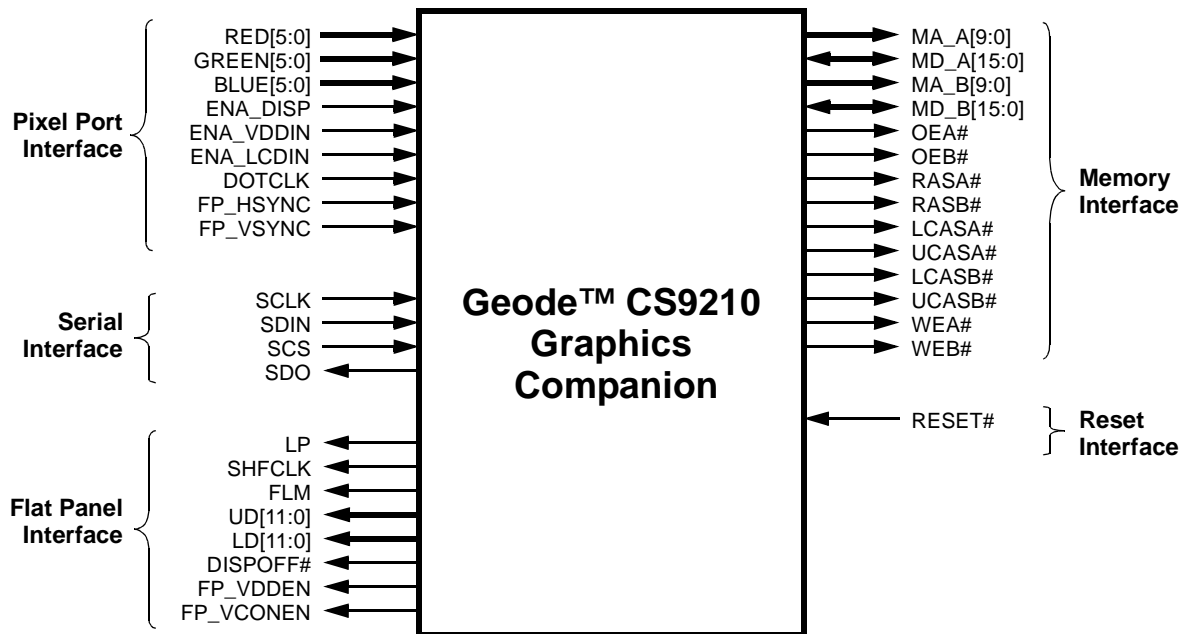 Pixel Port
Interface
RED[5:0]
GREEN[5:0]
BLUE[5:0]
ENA_DISP
ENA_VDDIN
ENA_LCDIN
DOTCLK
FP_HSYNC
FP_VSYNC
Serial
Interface
SCLK
SDIN
SCS
SDO
Flat Panel
Interface
LP
SHFCLK
FLM
UD[11:0]
LD[11:0]
DISPOFF#
FP_VDDEN
FP_VCONEN
Geode™ CS9210
Graphics
Companion
MA_A[9:0]
MD_A[15:0]
MA_B[9:0]
MD_B[15:0]
OEA#
OEB#
RASA#
RASB#
LCASA#
UCASA#
LCASB#
UCASB#
WEA#
WEB#
Memory
Interface
RESET#
Reset
Interface